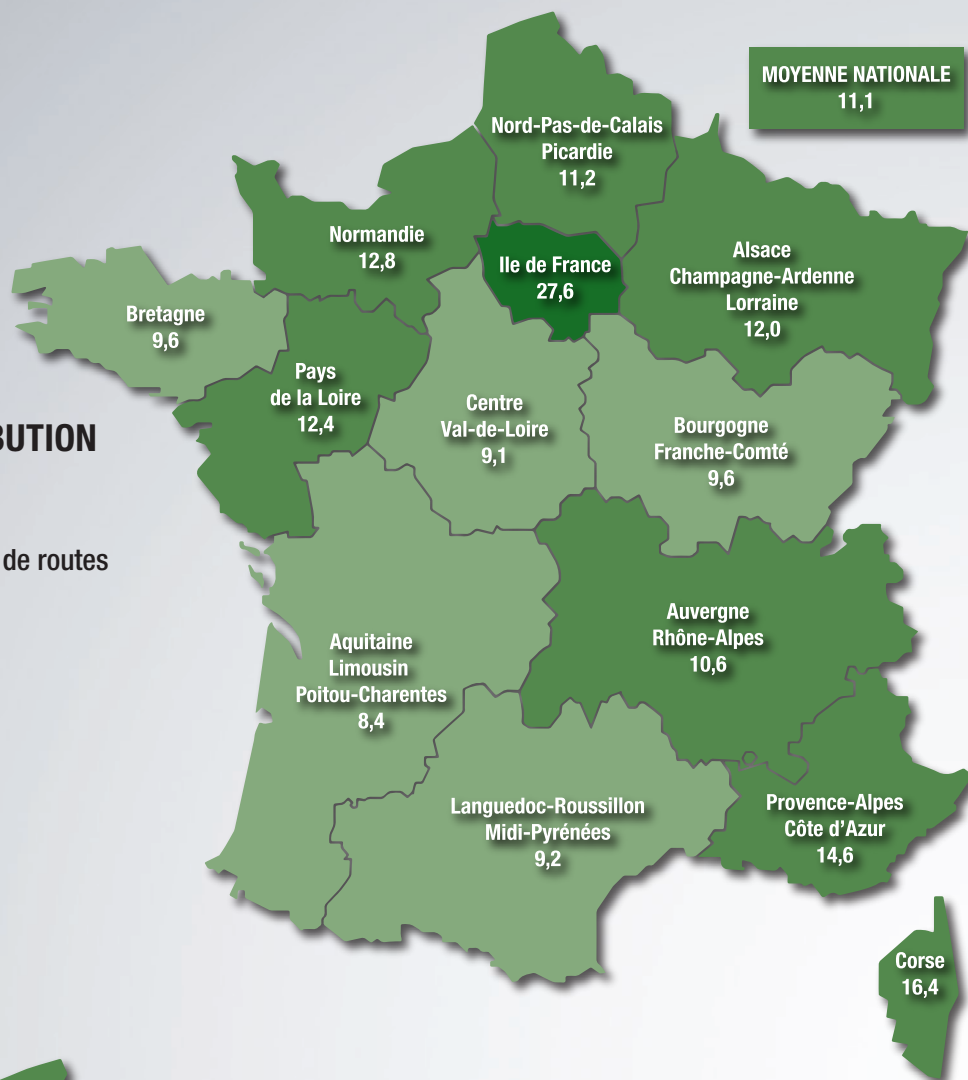 MOYENNE NATIONALE
11,1
Nord-Pas-de-Calais
Picardie
11,2
Normandie
12,8
Ile de France
27,6
Alsace
Champagne-Ardenne
Lorraine
12,0
Bretagne
9,6
Pays
de la Loire
12,4
Centre
Val-de-Loire
9,1
Bourgogne
Franche-Comté
9,6
BUTION
de routes
Auvergne
Rhône-Alpes
10,6
Aquitaine
Limousin
Poitou-Charentes
8,4
Languedoc-Roussillon
Midi-Pyrénées
9,2
Provence-Alpes
Côte d'Azur
14,6
Corse
16,4